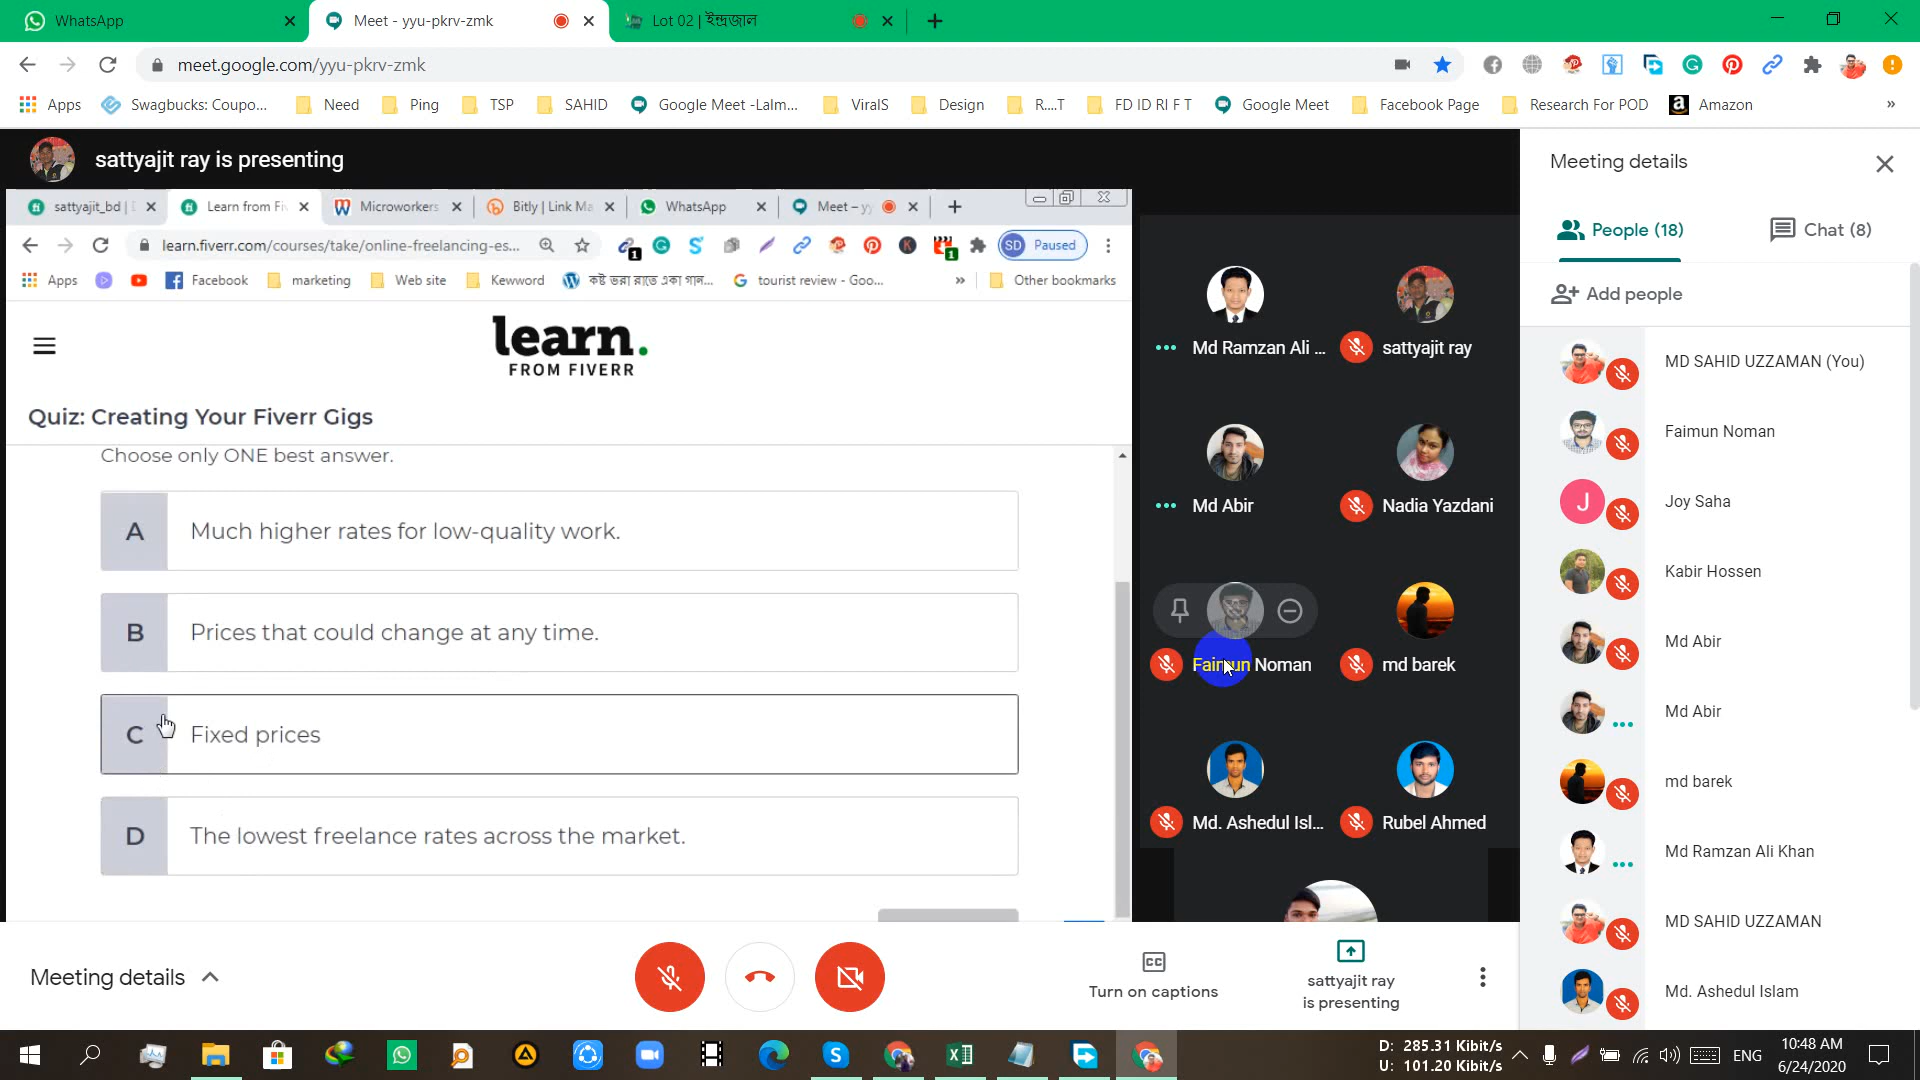 WhatsApp
Meet - yyu-pkrv-zmk
Lot 02 | ইন্দ্রজাল
meet.google.com/yyu-pkrv-zmk
Apps
Swagbucks: Coupo...
Need
Ping
TSP
SAHID
Google Meet -Lalm...
ViralS
Design
R....T
FD ID RI F T
Google Meet
Facebook Page
Research For POD
Amazon
»
sattyajit ray is presenting
sattyajit_bd |
Learn from Fi
Microworkers
Bitly | Link Ma
WhatsApp
Meet – yy
learn.fiverr.com/courses/take/online-freelancing-es...
SD Paused
Apps
Facebook
marketing
Web site
Kewword
কষ্ট ভরা রাতে একা গান...
tourist review - Goo...
»
Other bookmarks
learn.
FROM FIVERR
Quiz: Creating Your Fiverr Gigs
Choose only ONE best answer.
A Much higher rates for low-quality work.
B Prices that could change at any time.
C Fixed prices
D The lowest freelance rates across the market.
Md Ramzan Ali ...
sattyajit ray
Md Abir
Nadia Yazdani
Faimun Noman
md barek
Md. Ashedul Isl...
Rubel Ahmed
Meeting details
People (18)
Chat (8)
Add people
MD SAHID UZZAMAN (You)
Faimun Noman
J
Joy Saha
Kabir Hossen
Md Abir
Md Abir
md barek
Md Ramzan Ali Khan
MD SAHID UZZAMAN
Md. Ashedul Islam
Meeting details
CC
Turn on captions
sattyajit ray
is presenting
D: 285.31 Kibit/s
U: 101.20 Kibit/s
ENG
10:48 AM
6/24/2020